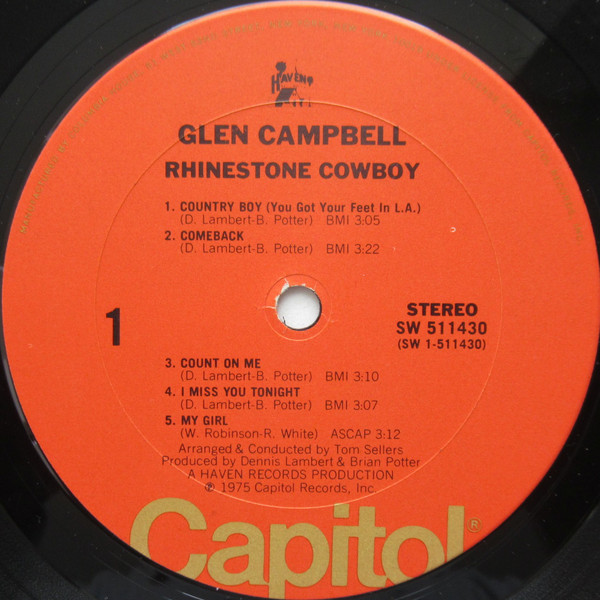 HAVEN
GLEN CAMPBELL
RHINESTONE COWBOY
1. COUNTRY BOY (You Got Your Feet In L.A.)
(D. Lambert-B. Potter) BMI 3:05
2. COMEBACK
(D. Lambert-B. Potter) BMI 3:22
1
STEREO
SW 511430
(SW 1-511430)
3. COUNT ON ME
(D. Lambert-B. Potter) BMI 3:10
4. I MISS YOU TONIGHT
(D. Lambert-B. Potter) BMI 3:07
5. MY GIRL
(W. Robinson-R. White) ASCAP 3:12
Arranged & Conducted by Tom Sellers
Produced by Dennis Lambert & Brian Potter
A HAVEN RECORDS PRODUCTION
℗ 1975 Capitol Records, Inc.
Capitol®